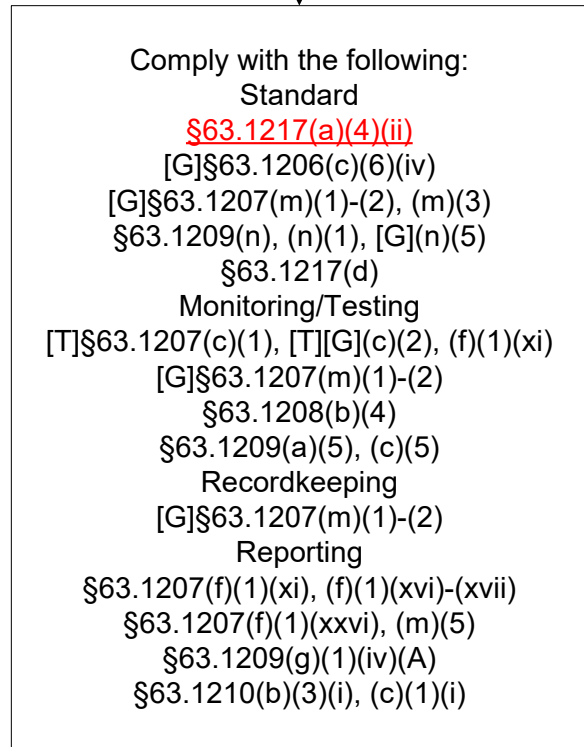 Comply with the following:
Standard
§63.1217(a)(4)(ii)
[G]§63.1206(c)(6)(iv)
[G]§63.1207(m)(1)-(2), (m)(3)
§63.1209(n), (n)(1), [G](n)(5)
§63.1217(d)
Monitoring/Testing
[T]§63.1207(c)(1), [T][G](c)(2), (f)(1)(xi)
[G]§63.1207(m)(1)-(2)
§63.1208(b)(4)
§63.1209(a)(5), (c)(5)
Recordkeeping
[G]§63.1207(m)(1)-(2)
Reporting
§63.1207(f)(1)(xi), (f)(1)(xvi)-(xvii)
§63.1207(f)(1)(xxvi), (m)(5)
§63.1209(g)(1)(iv)(A)
§63.1210(b)(3)(i), (c)(1)(i)